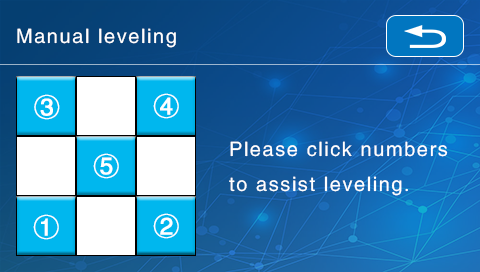 Manual leveling
③ ④
⑤
① ②
Please click numbers
to assist leveling.